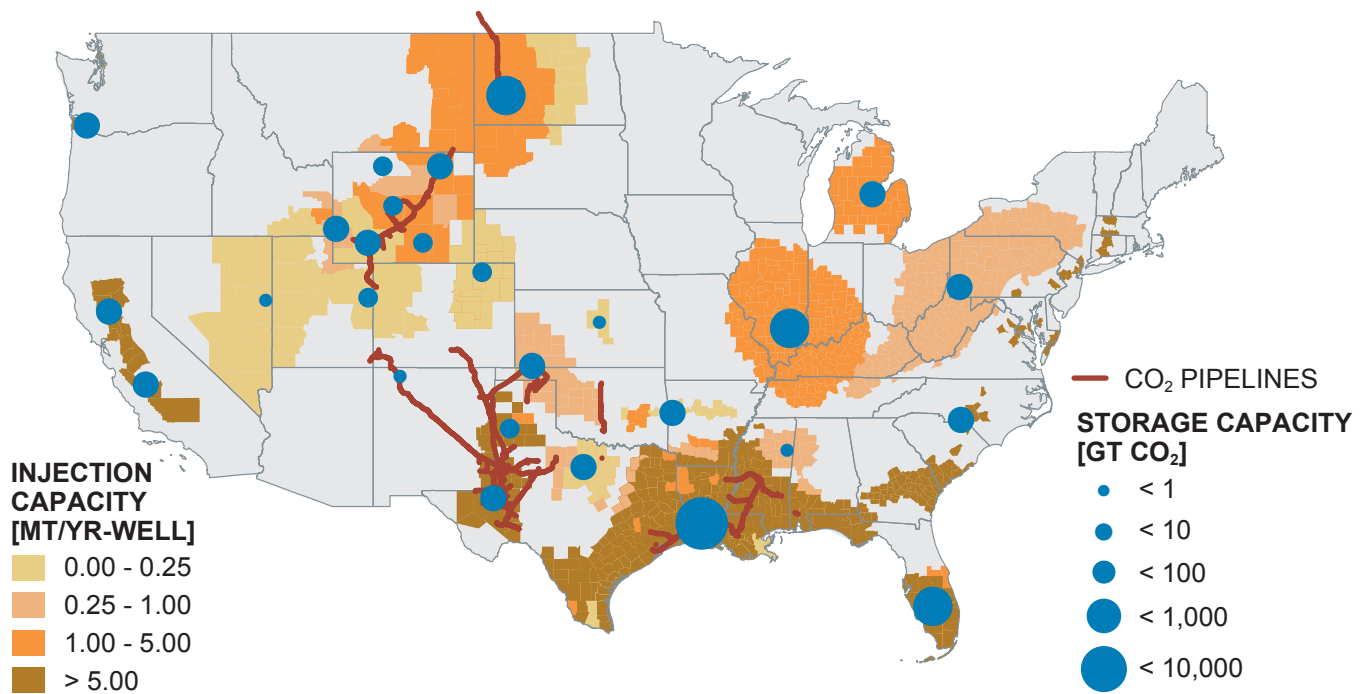 INJECTION
CAPACITY
[MT/YR-WELL]
0.00 - 0.25
0.25 - 1.00
1.00 - 5.00
> 5.00
CO₂ PIPELINES
STORAGE CAPACITY
[GT CO₂]
< 1
< 10
< 100
< 1,000
< 10,000